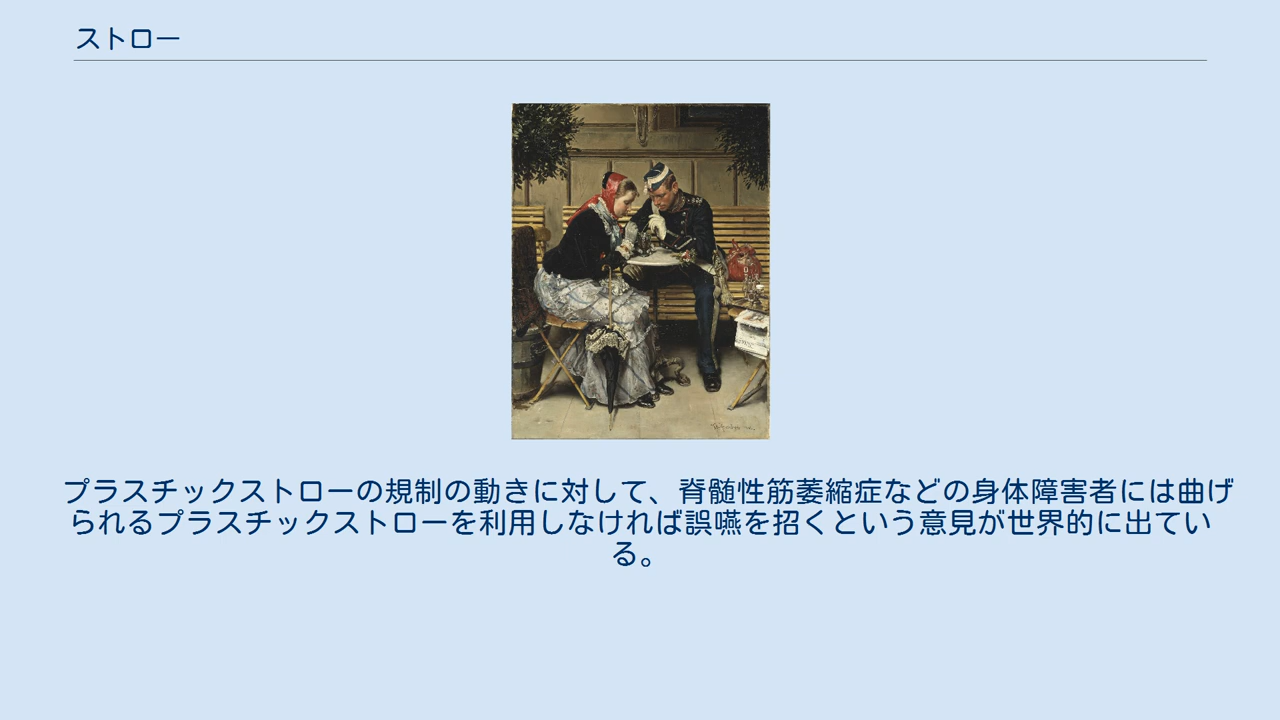 ストロー
プラスチックストローの規制の動きに対して、脊髄性筋萎縮症などの身体障害者には曲げ
られるプラスチックストローを利用しなければ誤嚥を招くという意見が世界的に出てい
る。